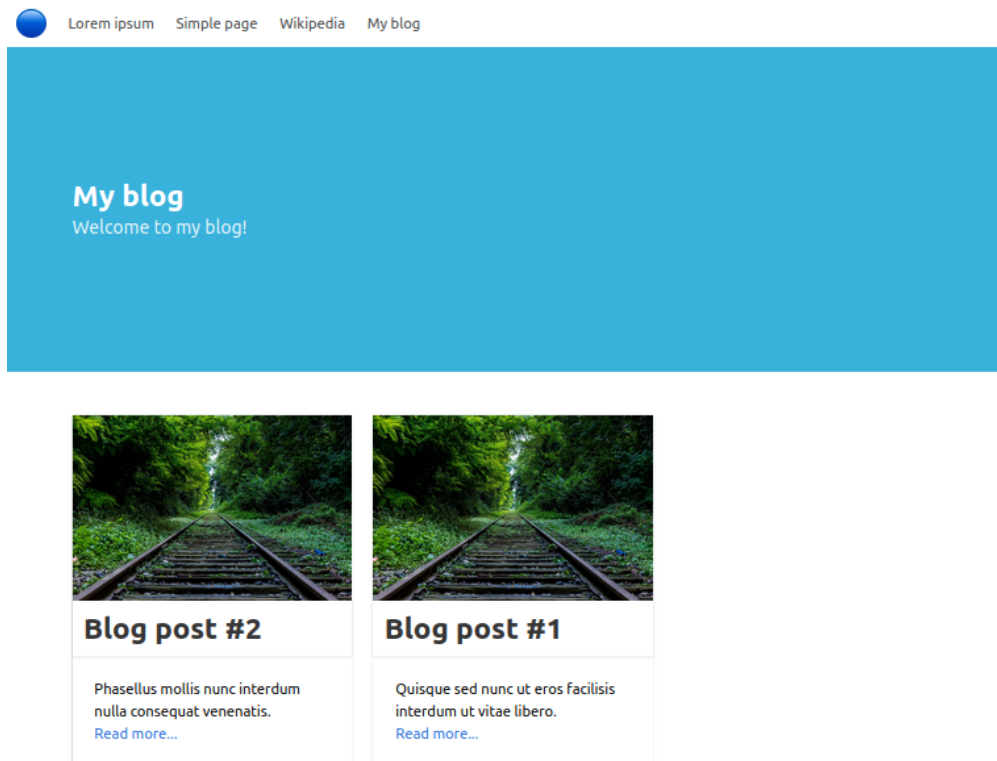 Lorem ipsum Simple page Wikipedia My blog
My blog
Welcome to my blog!
Blog post #2
Phasellus mollis nunc interdum
nulla consequat venenatis.
Read more...
Blog post #1
Quisque sed nunc ut eros facilisis
interdum ut vitae libero.
Read more...